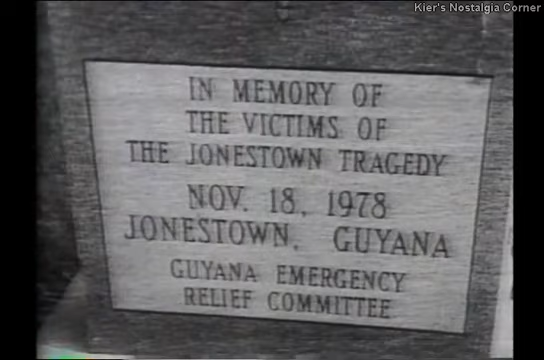 Kier's Nostalgia Corner
IN MEMORY OF
THE VICTIMS OF
THE JONESTOWN TRAGEDY
NOV. 18, 1978
JONESTOWN, GUYANA
GUYANA EMERGENCY
RELIEF COMMITTEE